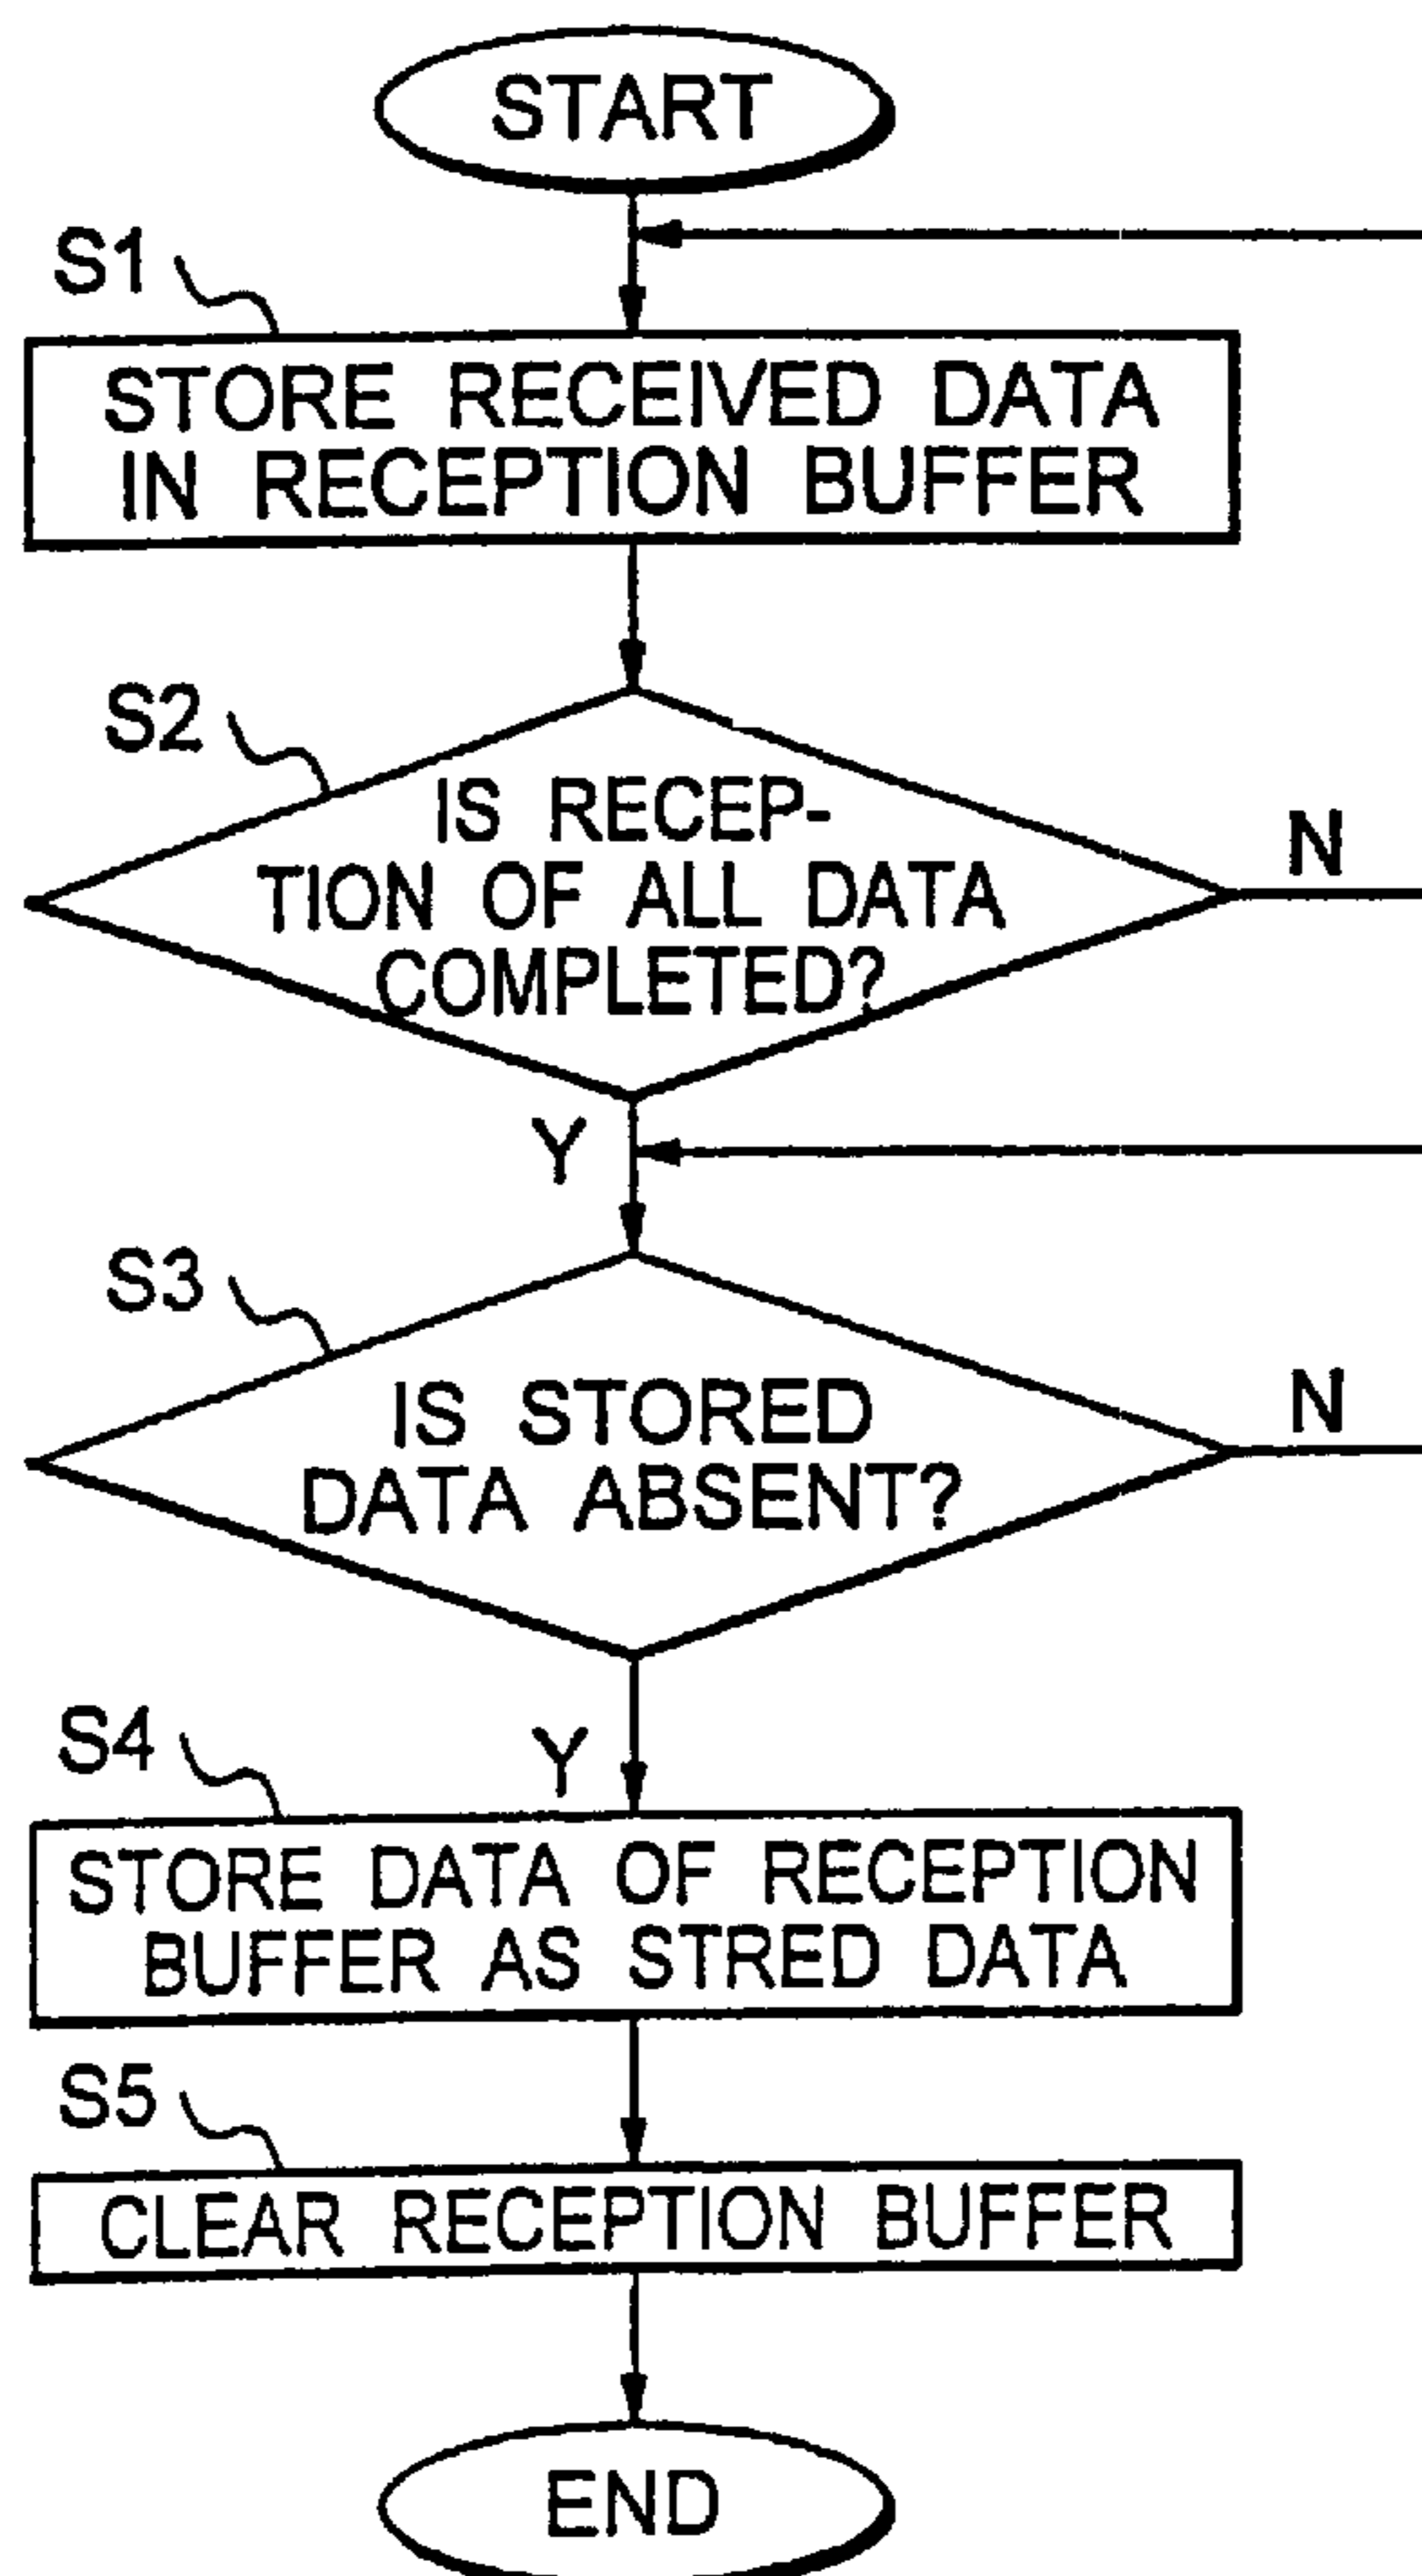 START
S1
STORE RECEIVED DATA
IN RECEPTION BUFFER
S2
IS RECEP-
TION OF ALL DATA
COMPLETED?
N
Y
S3
IS STORED
DATA ABSENT?
N
Y
S4
STORE DATA OF RECEPTION
BUFFER AS STRED DATA
S5
CLEAR RECEPTION BUFFER
END